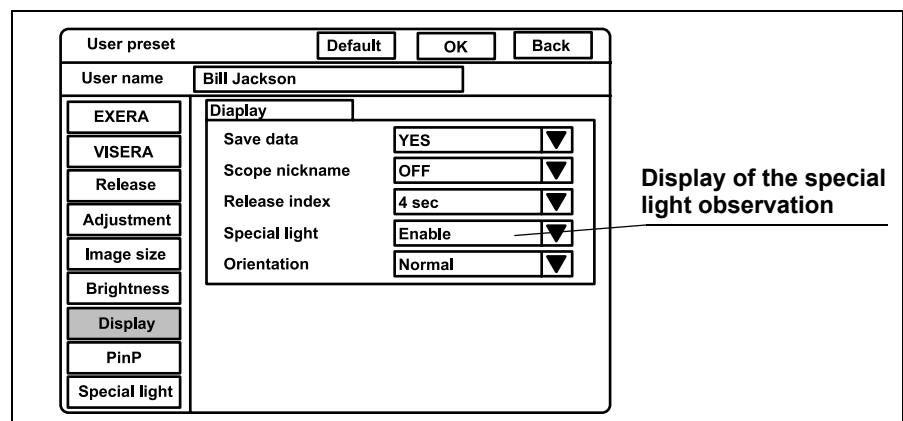 User preset
Default
OK
Back
User name
Bill Jackson
EXERA
VISERA
Release
Adjustment
Image size
Brightness
Display
PinP
Special light
Diaplay
Save data YES
Scope nickname OFF
Release index 4 sec
Special light Enable
Orientation Normal
Display of the special
light observation